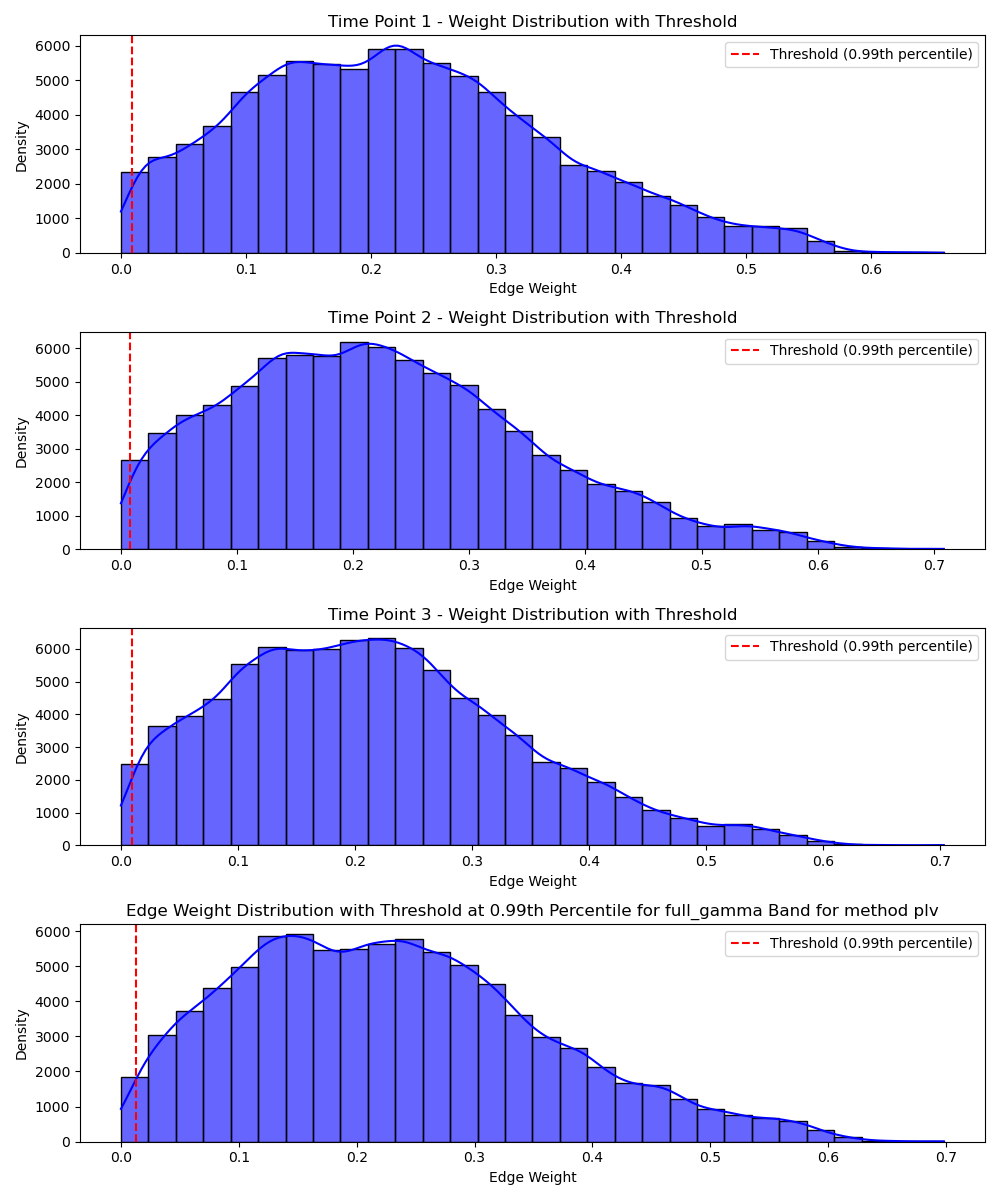 Time Point 1 - Weight Distribution with Threshold
Threshold (0.99th percentile)
Density
6000
5000
4000
3000
2000
1000
0
0.0 0.1 0.2 0.3 0.4 0.5 0.6
Edge Weight
Time Point 2 - Weight Distribution with Threshold
Threshold (0.99th percentile)
Density
6000
5000
4000
3000
2000
1000
0
0.0 0.1 0.2 0.3 0.4 0.5 0.6 0.7
Edge Weight
Time Point 3 - Weight Distribution with Threshold
Threshold (0.99th percentile)
Density
6000
5000
4000
3000
2000
1000
0
0.0 0.1 0.2 0.3 0.4 0.5 0.6 0.7
Edge Weight
Edge Weight Distribution with Threshold at 0.99th Percentile for full_gamma Band for method plv
Threshold (0.99th percentile)
Density
6000
5000
4000
3000
2000
1000
0
0.0 0.1 0.2 0.3 0.4 0.5 0.6 0.7
Edge Weight